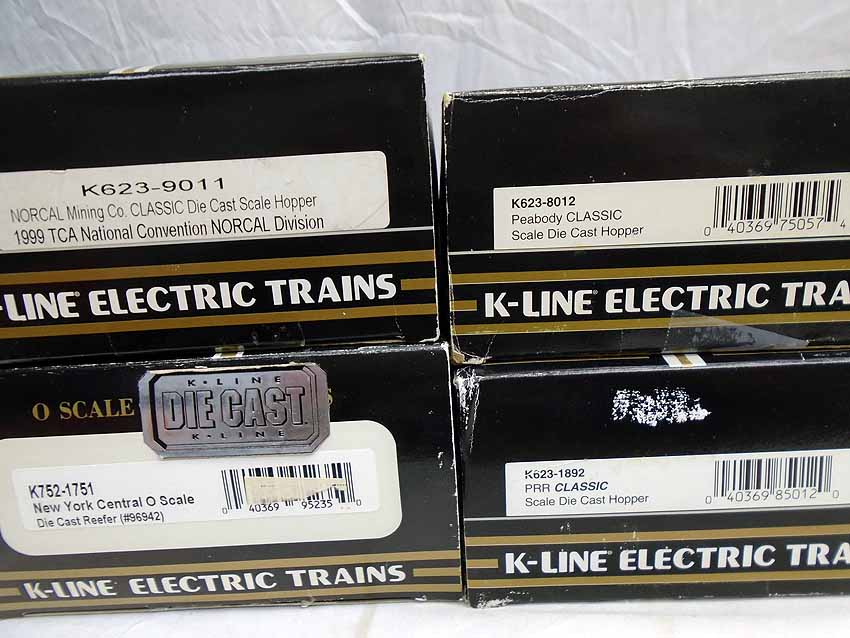 K623-9011
NORCAL Mining Co. CLASSIC Die Cast Scale Hopper
1999 TCA National Convention NORCAL Division
-LINE ELECTRIC TRAINS
K623-8012
Peabody CLASSIC
Scale Die Cast Hopper
0 40369 75057 4
K-LINE® ELECTRIC TRA
O SCALE
K-LINE
DIE CAST
K-LINE
K752-1751
New York Central O Scale
Die Cast Reefer (#96942)
0 40369 95235 0
K-LINE® ELECTRIC TRAINS
K623-1892
PRR CLASSIC
Scale Die Cast Hopper
0 40369 85012 0
K-LINE® ELECTRIC TRA